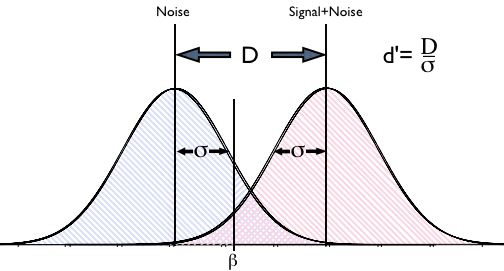 Noise Signal+Noise
D d'= D/σ
σ σ
β